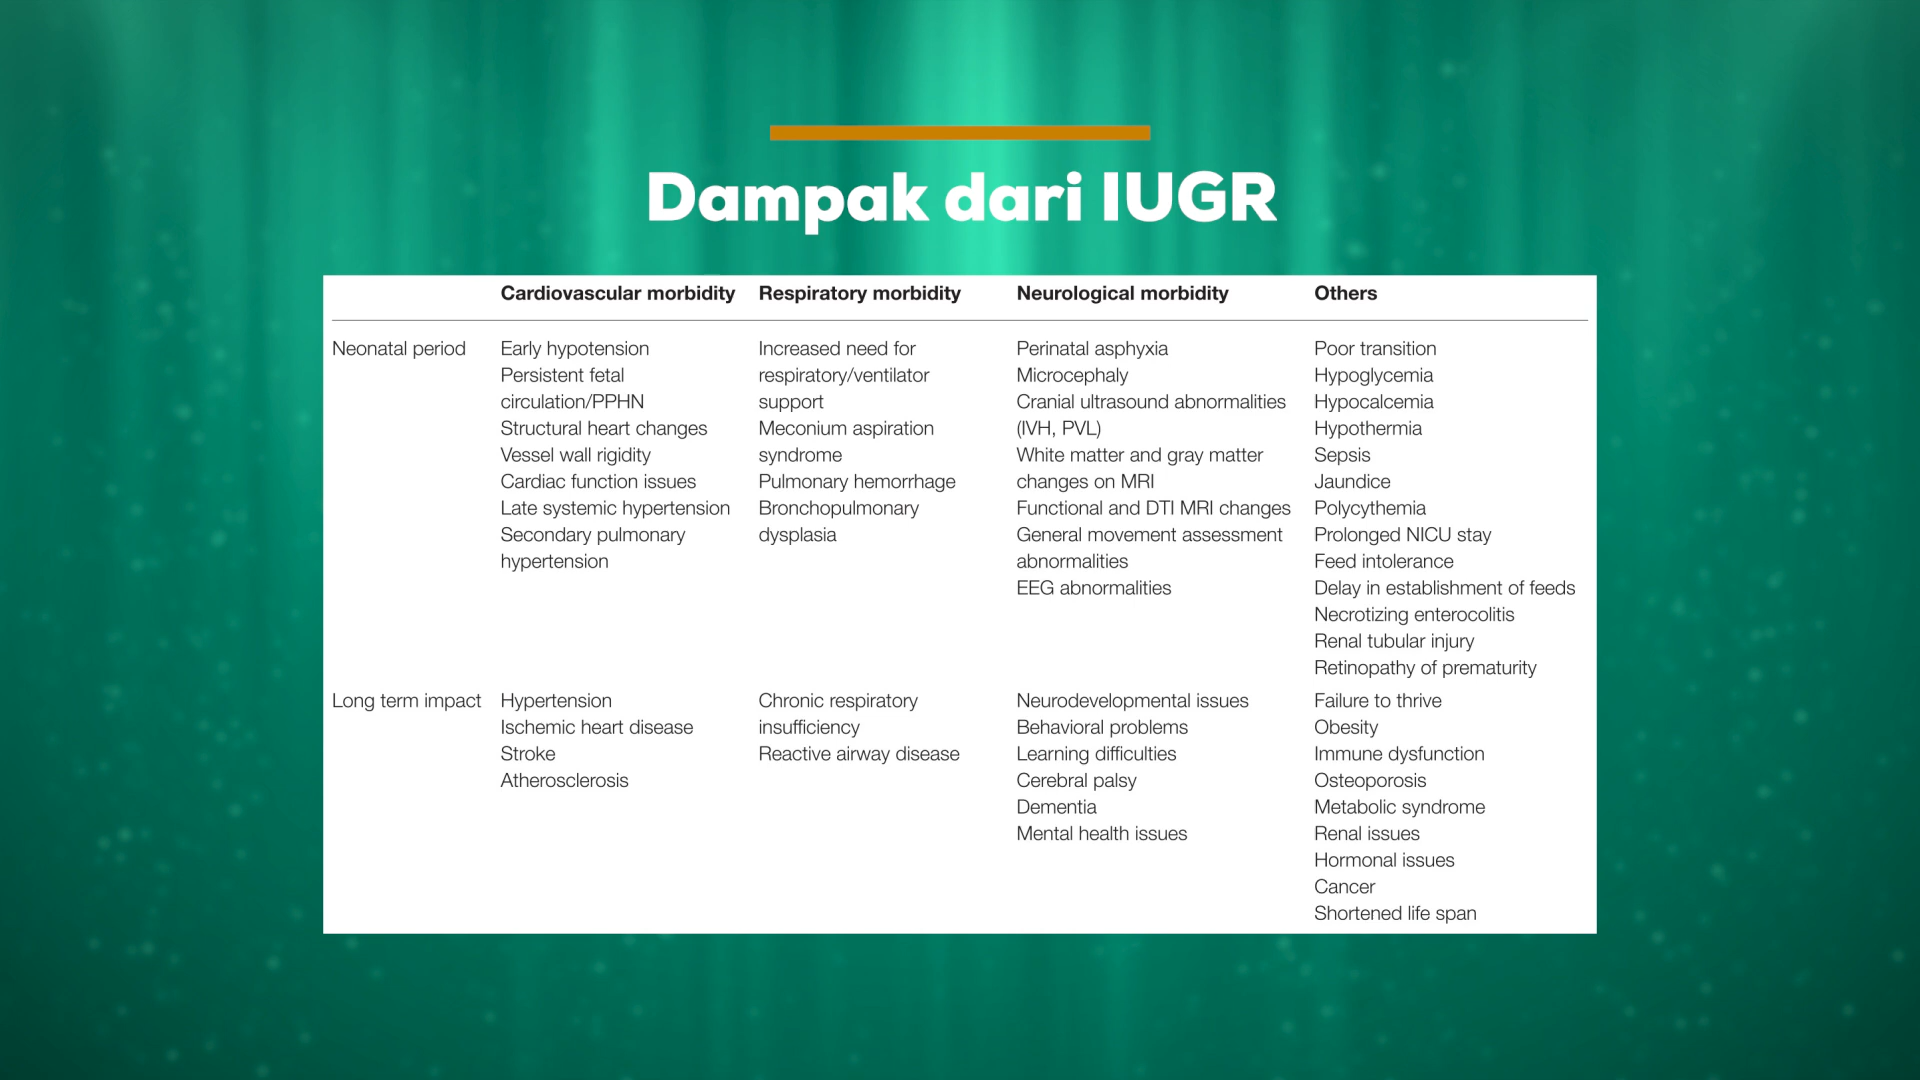 Dampak dari IUGR
Cardiovascular morbidity
Respiratory morbidity
Neurological morbidity
Others
Neonatal period
Early hypotension
Persistent fetal
circulation/PPHN
Structural heart changes
Vessel wall rigidity
Cardiac function issues
Late systemic hypertension
Secondary pulmonary
hypertension
Increased need for
respiratory/ventilator
support
Meconium aspiration
syndrome
Pulmonary hemorrhage
Bronchopulmonary
dysplasia
Perinatal asphyxia
Microcephaly
Cranial ultrasound abnormalities
(IVH, PVL)
White matter and gray matter
changes on MRI
Functional and DTI MRI changes
General movement assessment
abnormalities
EEG abnormalities
Poor transition
Hypoglycemia
Hypocalcemia
Hypothermia
Sepsis
Jaundice
Polycythemia
Prolonged NICU stay
Feed intolerance
Delay in establishment of feeds
Necrotizing enterocolitis
Renal tubular injury
Retinopathy of prematurity
Long term impact
Hypertension
Ischemic heart disease
Stroke
Atherosclerosis
Chronic respiratory
insufficiency
Reactive airway disease
Neurodevelopmental issues
Behavioral problems
Learning difficulties
Cerebral palsy
Dementia
Mental health issues
Failure to thrive
Obesity
Immune dysfunction
Osteoporosis
Metabolic syndrome
Renal issues
Hormonal issues
Cancer
Shortened life span